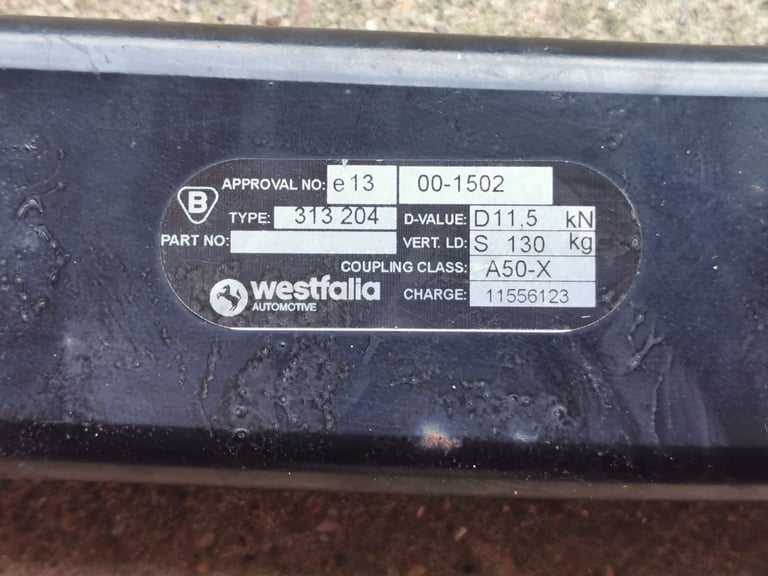 B
APPROVAL NO: e13 00-1502
TYPE: 313 204 D-VALUE: D11,5 kN
PART NO: VERT. LD: S 130 kg
COUPLING CLASS: A50-X
westfalia
AUTOMOTIVE
CHARGE: 11556123